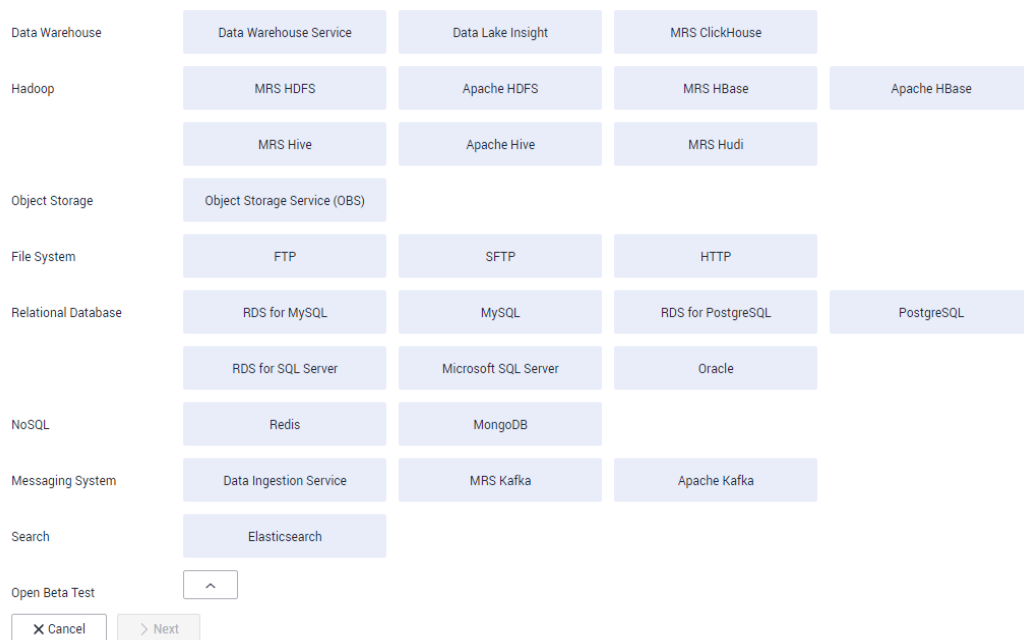 Data Warehouse Data Warehouse Service Data Lake Insight MRS ClickHouse
Hadoop MRS HDFS Apache HDFS MRS HBase Apache HBase
MRS Hive Apache Hive MRS Hudi
Object Storage Object Storage Service (OBS)
File System FTP SFTP HTTP
Relational Database RDS for MySQL MySQL RDS for PostgreSQL PostgreSQL
RDS for SQL Server Microsoft SQL Server Oracle
NoSQL Redis MongoDB
Messaging System Data Ingestion Service MRS Kafka Apache Kafka
Search Elasticsearch
Open Beta Test
Cancel Next